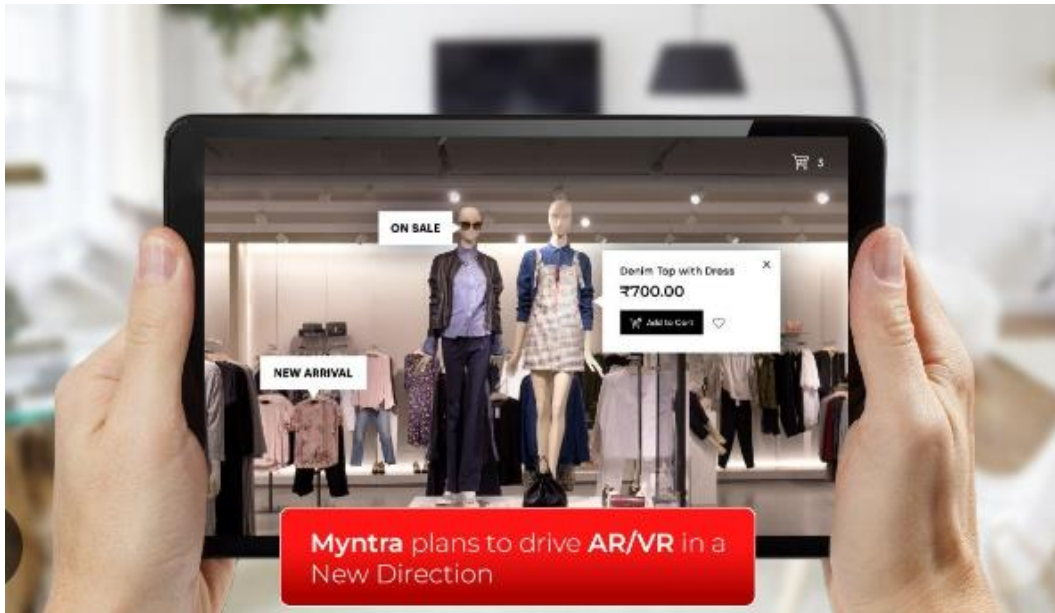 3
ON SALE
Denim Top with Dress
₹700.00
Add to Cart
NEW ARRIVAL
Myntra plans to drive AR/VR in a
New Direction